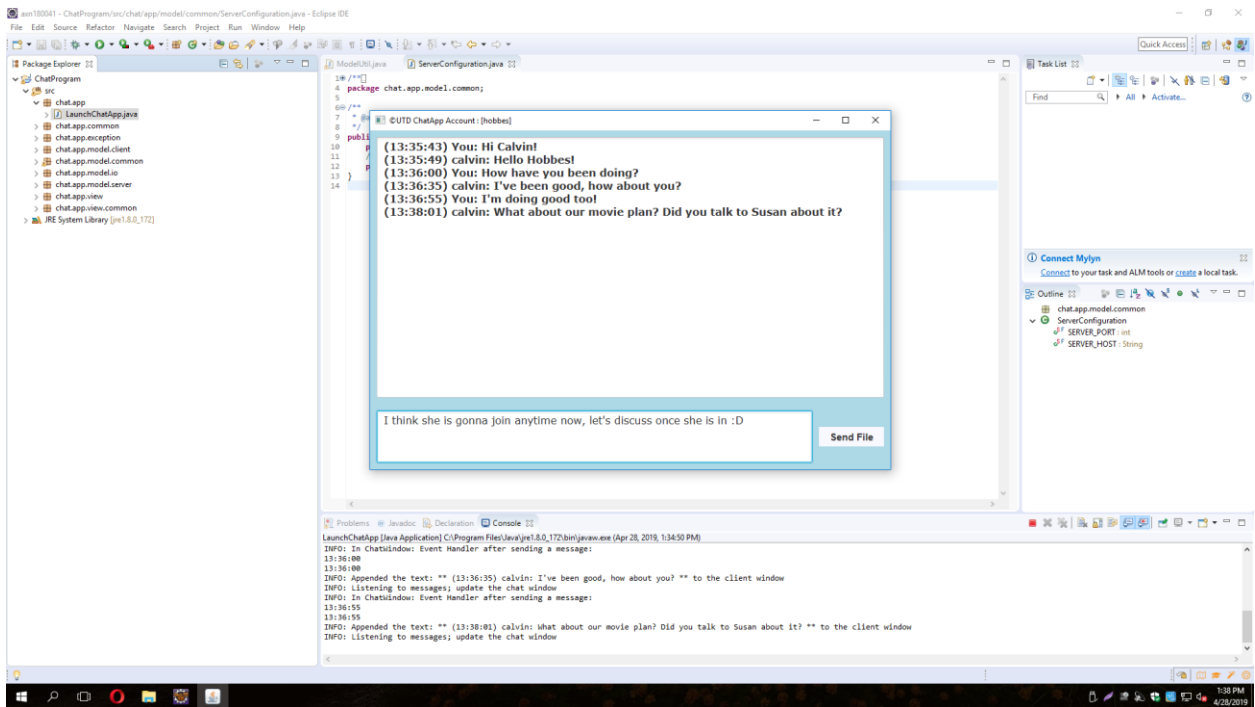 avn180041 - ChatProgram/src/chat/app/model/common/ServerConfiguration.java - Eclipse IDE
File Edit Source Refactor Navigate Search Project Run Window Help
Quick Access
Package Explorer
ChatProgram
src
chat.app
LaunchChatApp.java
chat.app.common
chat.app.exception
chat.app.model.client
chat.app.model.common
chat.app.model.io
chat.app.model.server
chat.app.view
chat.app.view.common
JRE System Library [jre1.8.0_172]
ModelUtil.java ServerConfiguration.java
1 /**
4 package chat.app.model.common;
5
6 /**
7 * @a
8 */
9 publi
10 p
11 /
12 p
13 }
14
©UTD ChatApp Account : [hobbes]
(13:35:43) You: Hi Calvin!
(13:35:49) calvin: Hello Hobbes!
(13:36:00) You: How have you been doing?
(13:36:35) calvin: I've been good, how about you?
(13:36:55) You: I'm doing good too!
(13:38:01) calvin: What about our movie plan? Did you talk to Susan about it?
I think she is gonna join anytime now, let's discuss once she is in :D
Send File
Task List
Find All Activate...
Connect Mylyn
Connect to your task and ALM tools or create a local task.
Outline
chat.app.model.common
ServerConfiguration
SERVER_PORT : int
SERVER_HOST : String
Problems Javadoc Declaration Console
LaunchChatApp [Java Application] C:\Program Files\Java\jre1.8.0_172\bin\javaw.exe (Apr 28, 2019, 1:34:50 PM)
INFO: In ChatWindow: Event Handler after sending a message:
13:36:00
13:36:00
INFO: Appended the text: ** (13:36:35) calvin: I've been good, how about you? ** to the client window
INFO: Listening to messages; update the chat window
INFO: In ChatWindow: Event Handler after sending a message:
13:36:55
13:36:55
INFO: Appended the text: ** (13:38:01) calvin: What about our movie plan? Did you talk to Susan about it? ** to the client window
INFO: Listening to messages; update the chat window
1:38 PM
4/28/2019